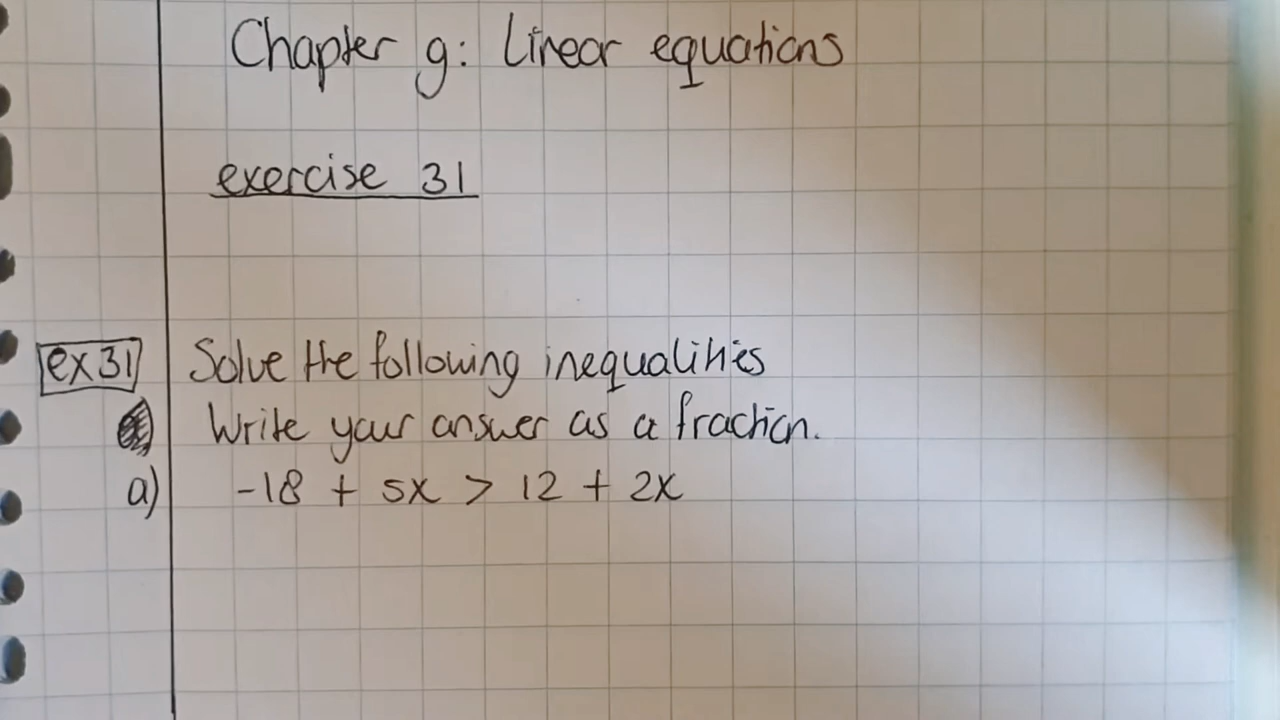 Chapter 9: Linear equations
exercise 31
ex 31 Solve the following inequalities
Write your answer as a fraction.
a) -18 + 5x > 12 + 2x